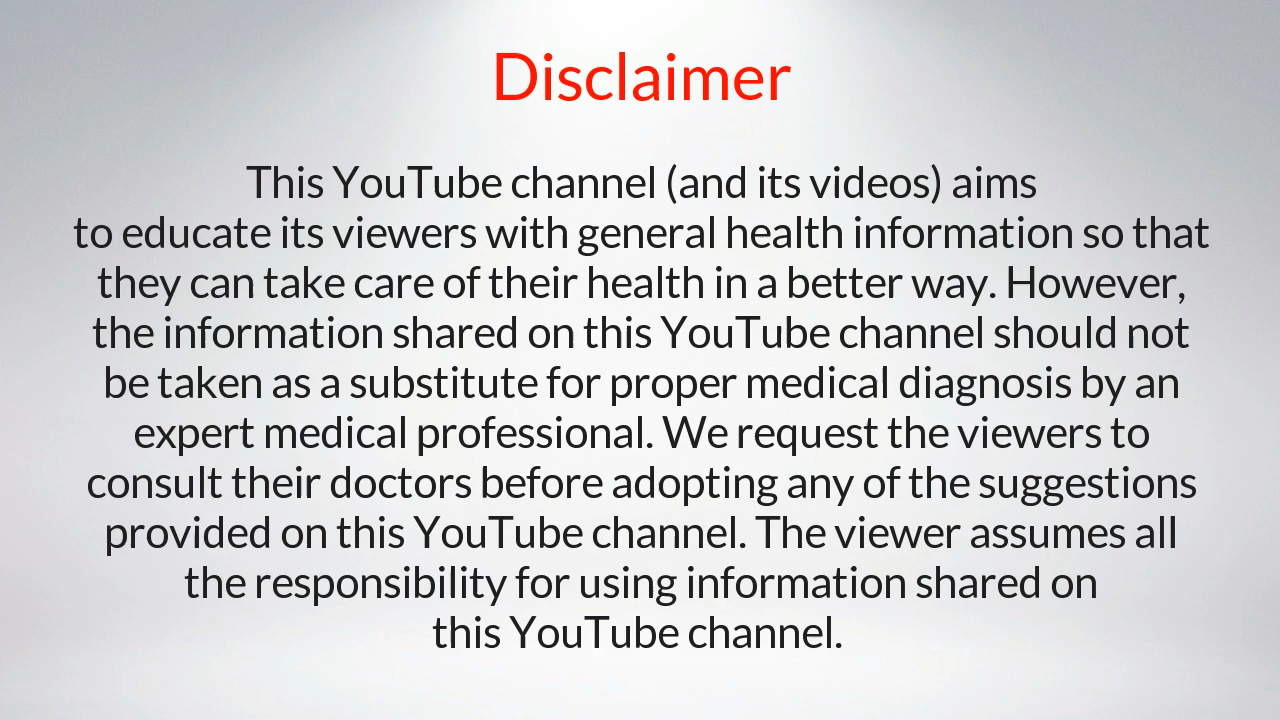 Disclaimer
This YouTube channel (and its videos) aims
to educate its viewers with general health information so that
they can take care of their health in a better way. However,
the information shared on this YouTube channel should not
be taken as a substitute for proper medical diagnosis by an
expert medical professional. We request the viewers to
consult their doctors before adopting any of the suggestions
provided on this YouTube channel. The viewer assumes all
the responsibility for using information shared on
this YouTube channel.